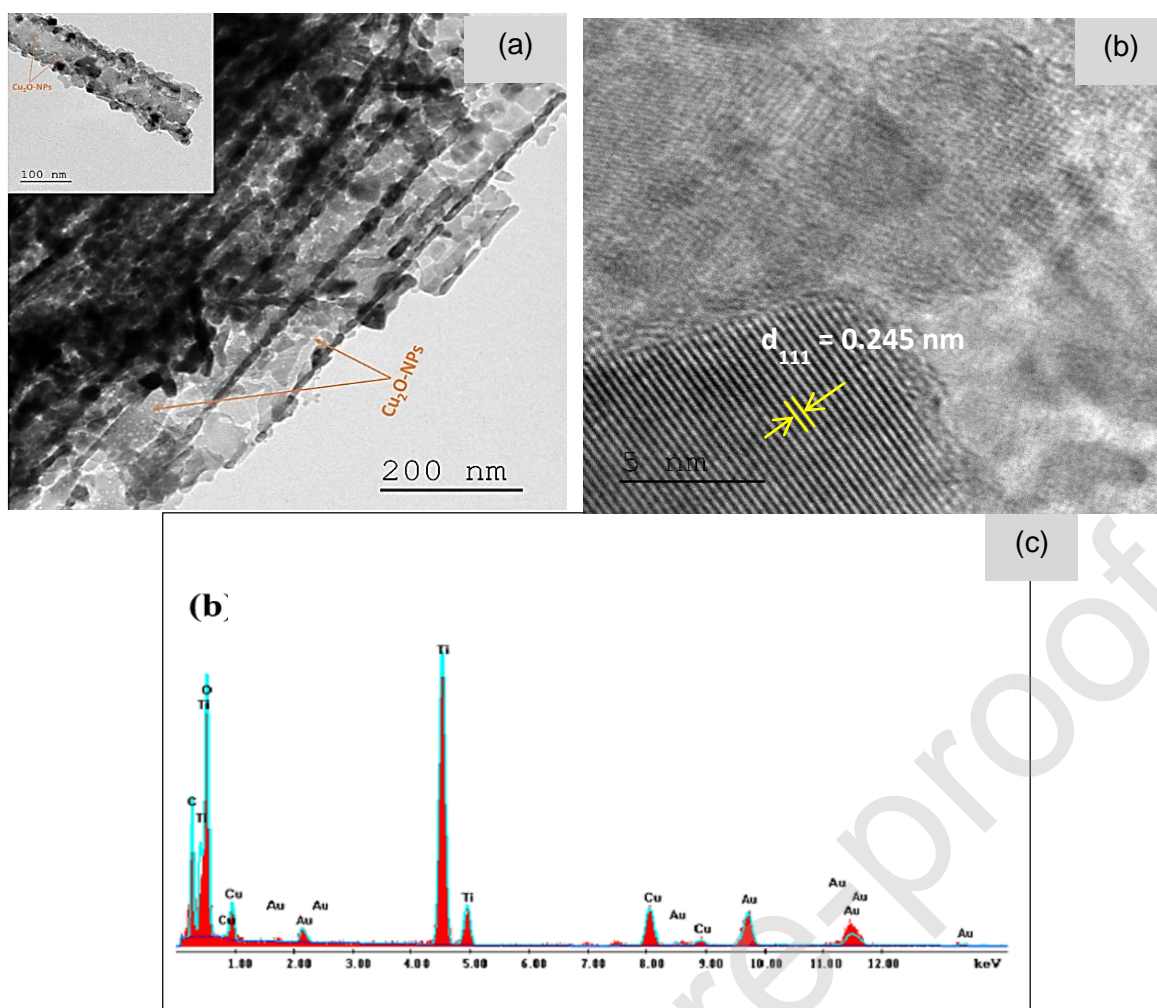 (a)
Cu₂O-NPs
100 nm
Cu₂O-NPs
200 nm
(b)
d₁₁₁ = 0.245 nm
5 nm
(c)
(b)
Ti
O
Ti
C
Ti
Cu
Cu
Au
Au
Au
Ti
Cu
Au
Cu
Au
Au
Au
Au
Au
1.00 2.00 3.00 4.00 5.00 6.00 7.00 8.00 9.00 10.00 11.00 12.00 keV
re-proof